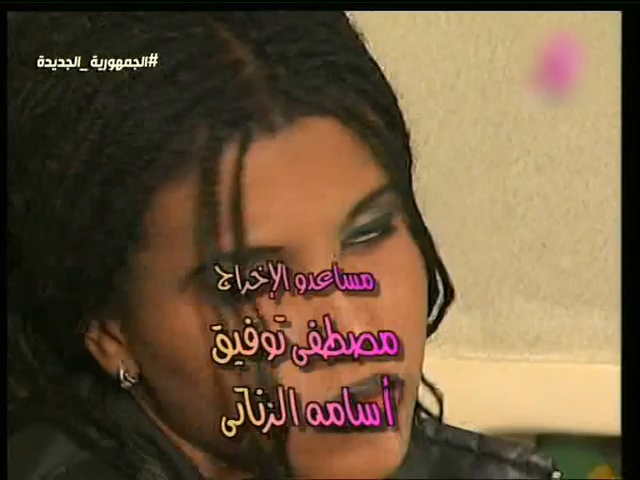 #الجمهورية_الجديدة
مساعدو الإخراج
مصطفى توفيق
أسامه الزناتى